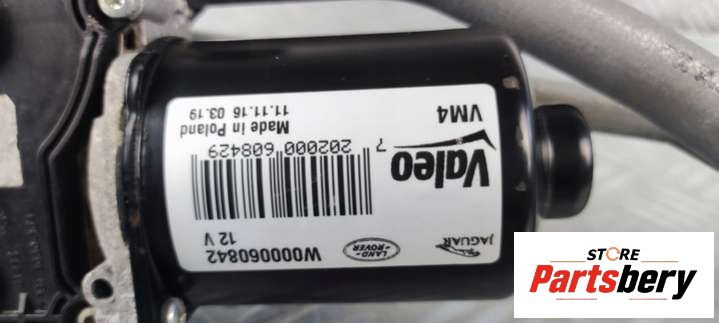 JAGUAR
LAND-
ROVER
W000060842
12 V
Valeo
7 202000 608429
Made in Poland
VM4
11.11.16 03.19
STORE
Partsbery